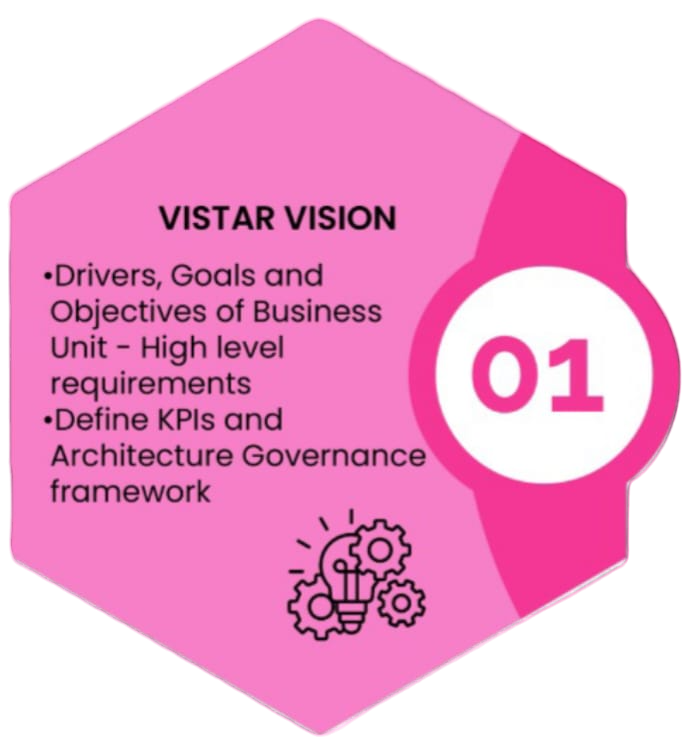 VISTAR VISION
•Drivers, Goals and
Objectives of Business
Unit - High level
requirements
•Define KPIs and
Architecture Governance
framework
01